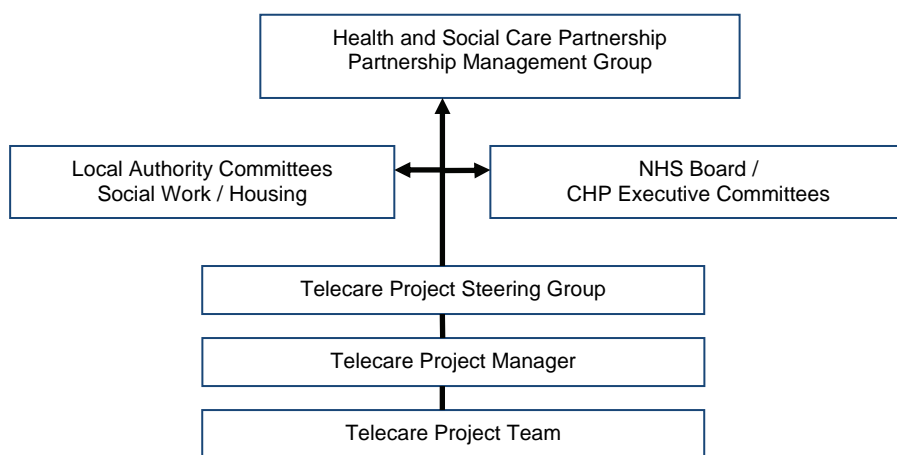 Health and Social Care Partnership
Partnership Management Group
Local Authority Committees
Social Work / Housing
NHS Board /
CHP Executive Committees
Telecare Project Steering Group
Telecare Project Manager
Telecare Project Team